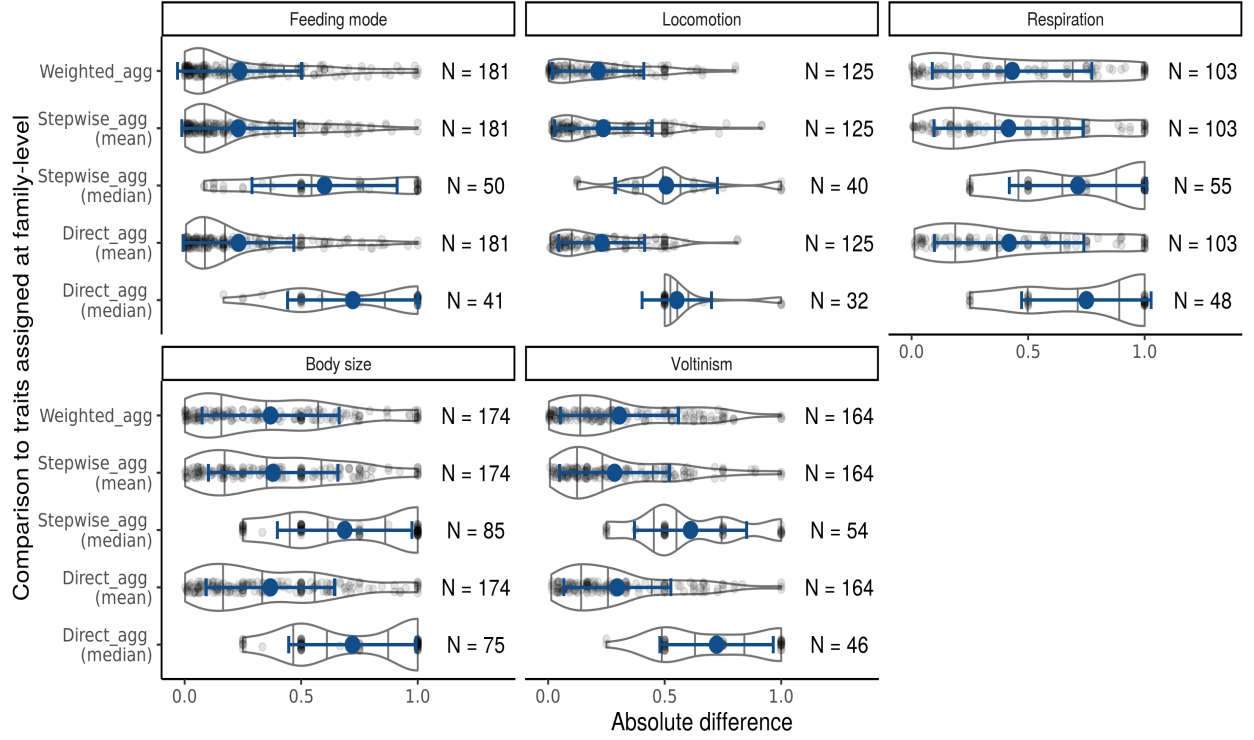 Comparison to traits assigned at family-level
Feeding mode
Locomotion
Respiration
Weighted_agg
N = 181
N = 125
N = 103
Stepwise_agg
(mean)
N = 181
N = 125
N = 103
Stepwise_agg
(median)
N = 50
N = 40
N = 55
Direct_agg
(mean)
N = 181
N = 125
N = 103
Direct_agg
(median)
N = 41
N = 32
N = 48
0.0
0.5
1.0
Body size
Voltinism
Weighted_agg
N = 174
N = 164
Stepwise_agg
(mean)
N = 174
N = 164
Stepwise_agg
(median)
N = 85
N = 54
Direct_agg
(mean)
N = 174
N = 164
Direct_agg
(median)
N = 75
N = 46
0.0
0.5
1.0
0.0
0.5
1.0
Absolute difference